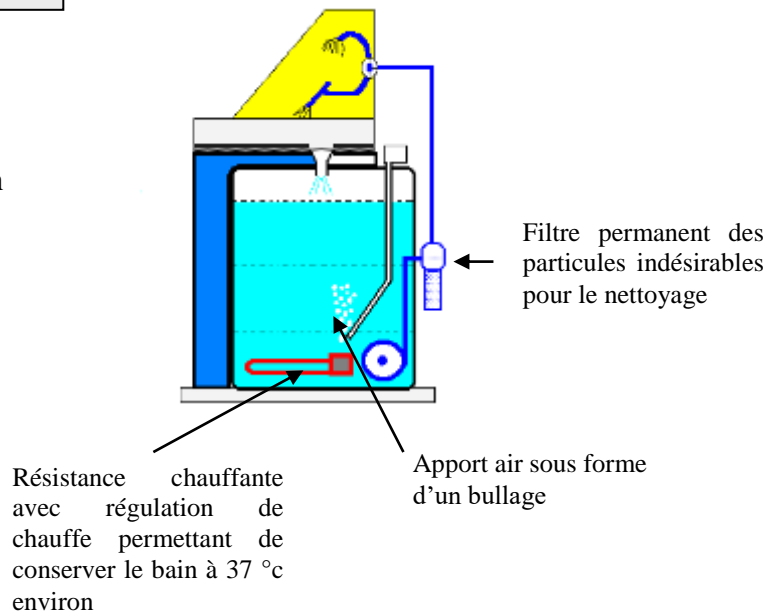 Filtre permanent des
particules indésirables
pour le nettoyage
Apport air sous forme
d’un bullage
Résistance chauffante
avec régulation de
chauffe permettant de
conserver le bain à 37 °c
environ